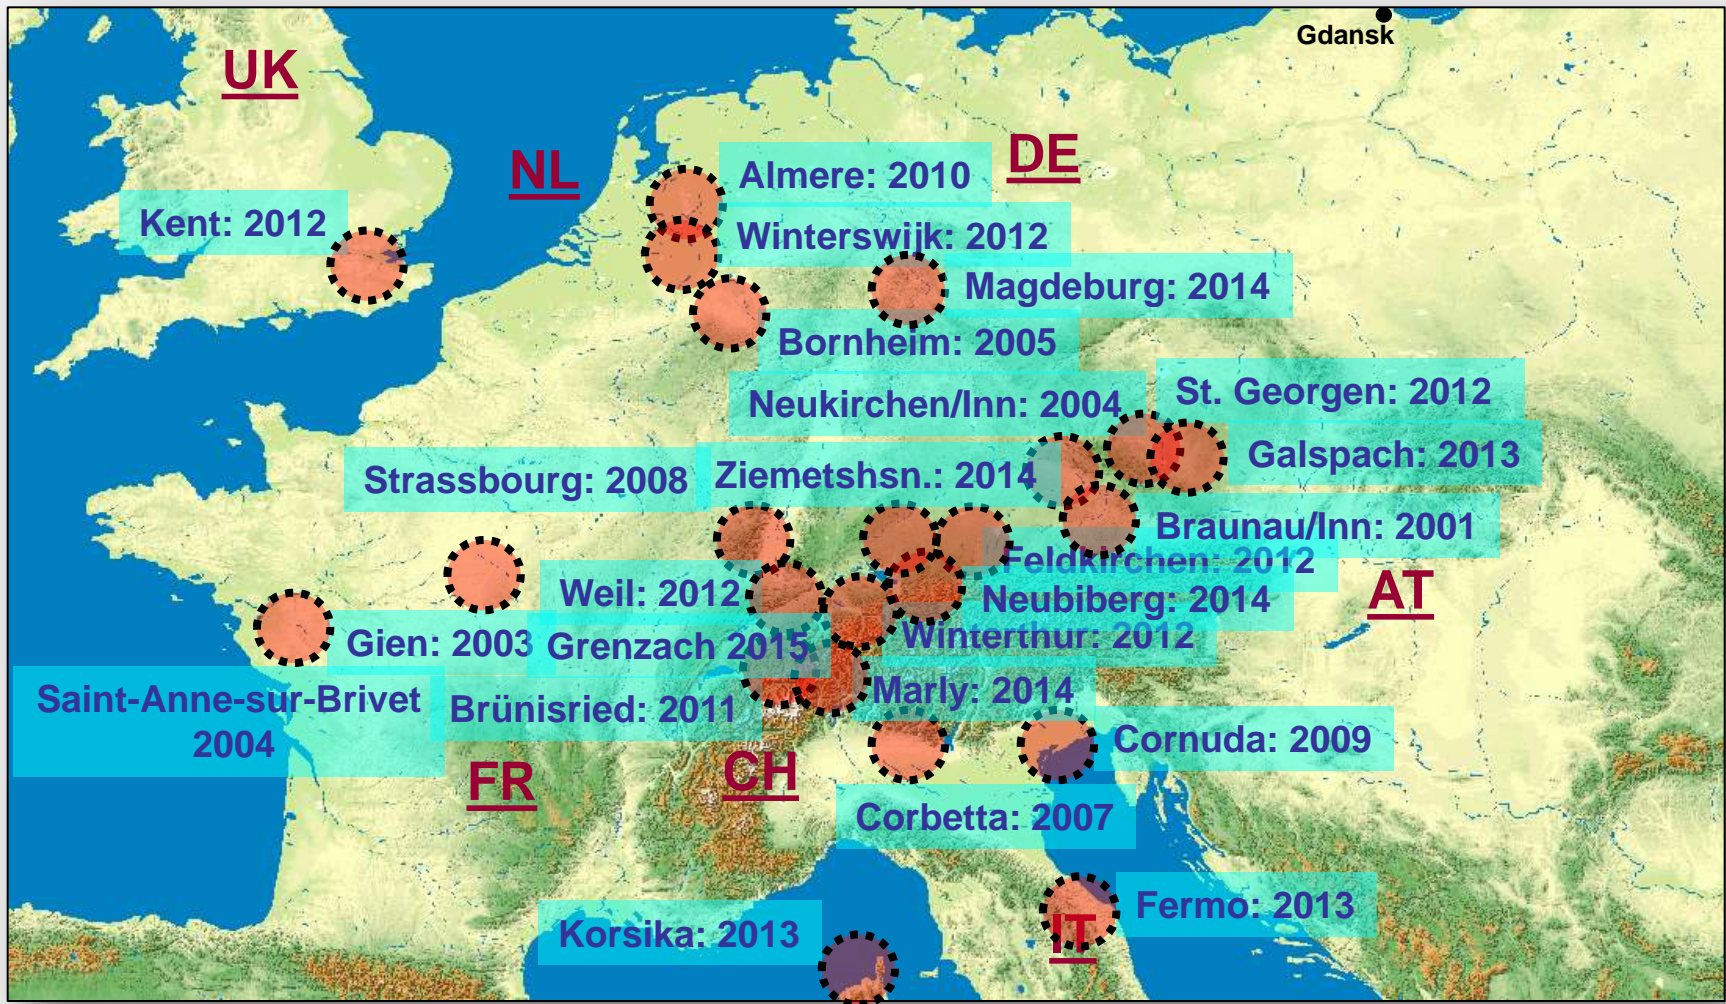 Gdansk
UK
NL
DE
Almere: 2010
Kent: 2012
Winterswijk: 2012
Magdeburg: 2014
Bornheim: 2005
Neukirchen/Inn: 2004
St. Georgen: 2012
Galspach: 2013
Strassbourg: 2008
Ziemetshsn.: 2014
Braunau/Inn: 2001
Feldkirchen: 2012
Weil: 2012
Neubiberg: 2014
AT
Gien: 2003
Grenzach 2015
Winterthur: 2012
Saint-Anne-sur-Brivet
2004
Brünisried: 2011
Marly: 2014
Cornuda: 2009
FR
CH
Corbetta: 2007
Fermo: 2013
Korsika: 2013
IT